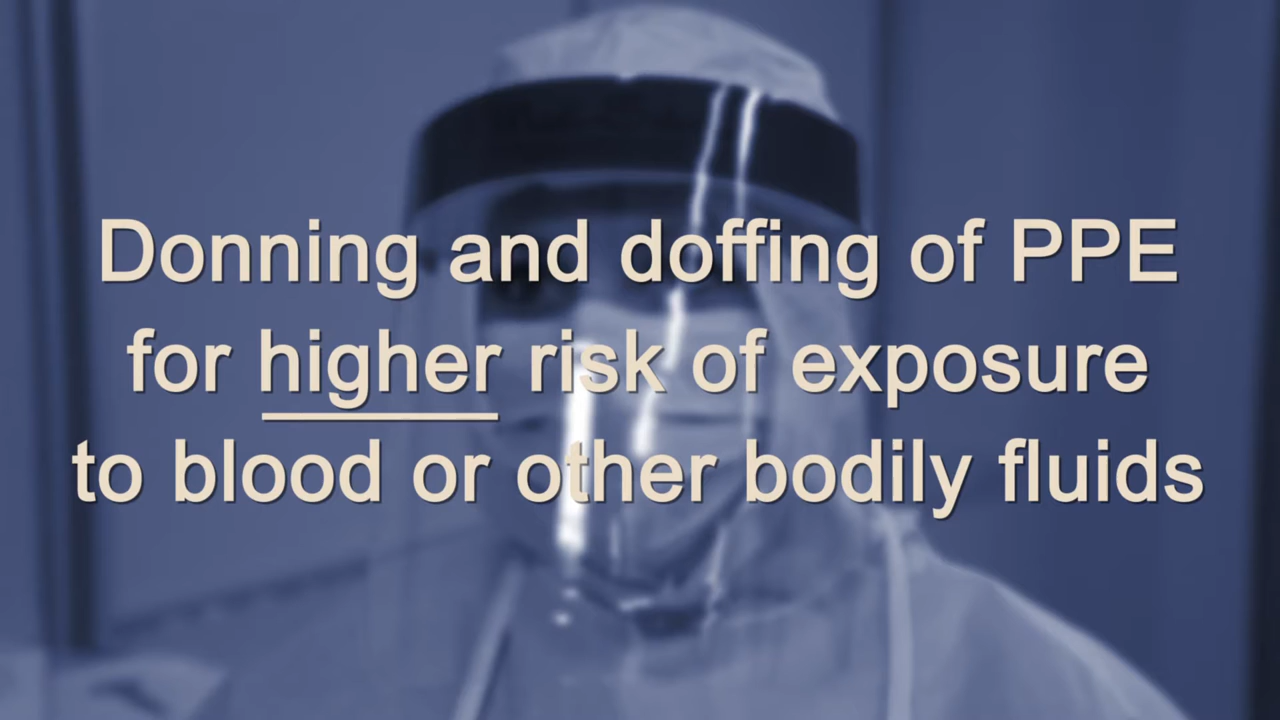 Donning and doffing of PPE
for higher risk of exposure
to blood or other bodily fluids